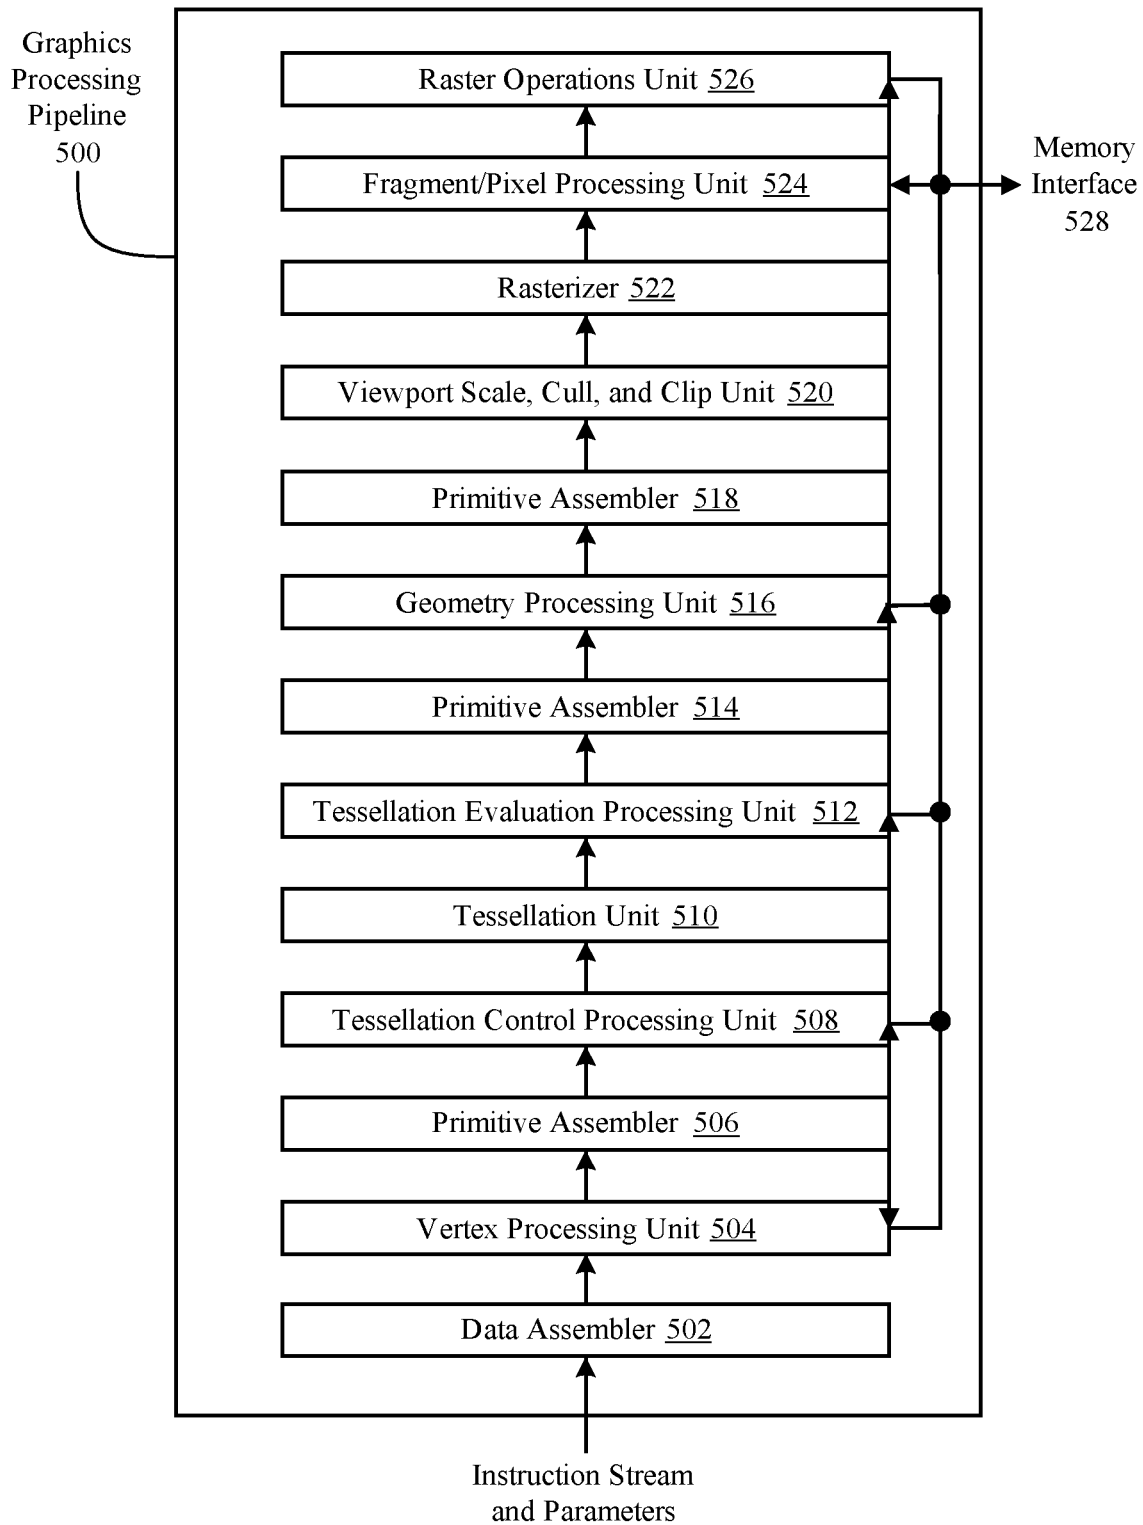 Graphics
Processing
Pipeline
500
Raster Operations Unit 526
Memory
Interface
528
Fragment/Pixel Processing Unit 524
Rasterizer 522
Viewport Scale, Cull, and Clip Unit 520
Primitive Assembler 518
Geometry Processing Unit 516
Primitive Assembler 514
Tessellation Evaluation Processing Unit 512
Tessellation Unit 510
Tessellation Control Processing Unit 508
Primitive Assembler 506
Vertex Processing Unit 504
Data Assembler 502
Instruction Stream
and Parameters